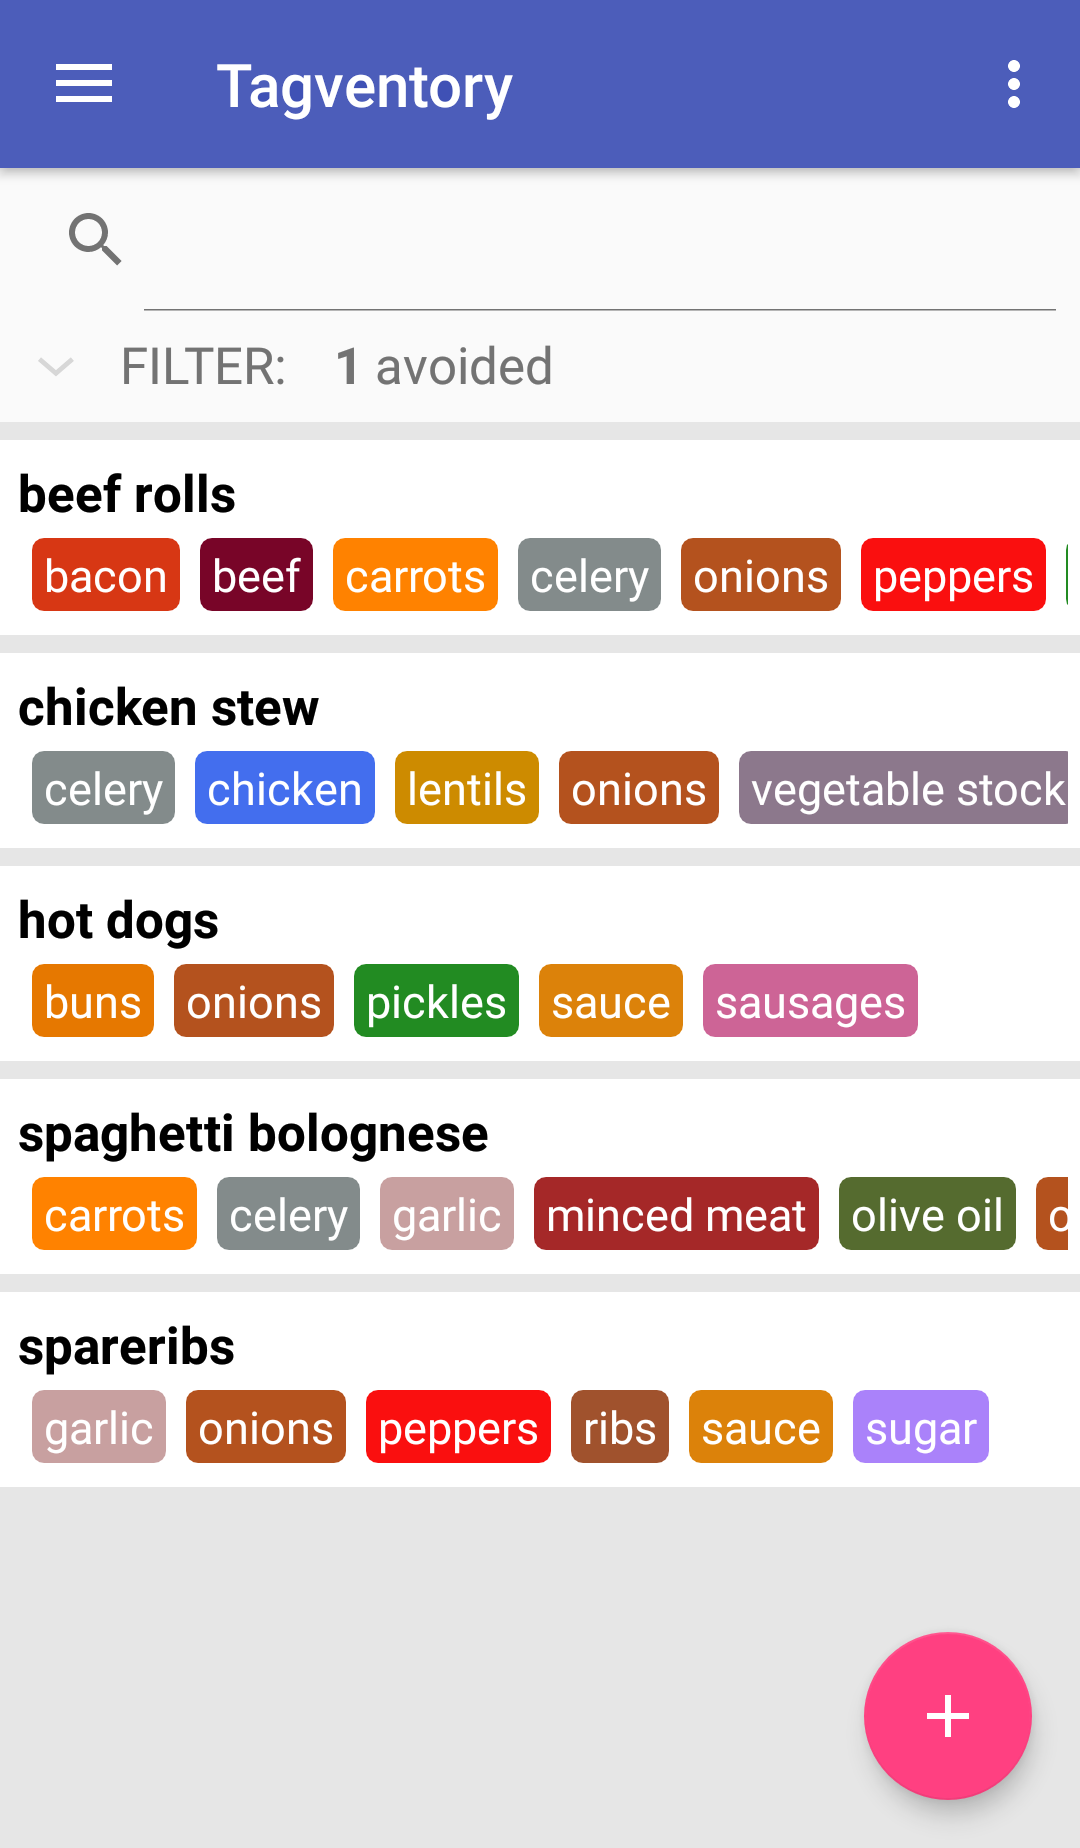 Tagventory
FILTER: 1 avoided
beef rolls
bacon beef carrots celery onions peppers
chicken stew
celery chicken lentils onions vegetable stock
hot dogs
buns onions pickles sauce sausages
spaghetti bolognese
carrots celery garlic minced meat olive oil
spareribs
garlic onions peppers ribs sauce sugar